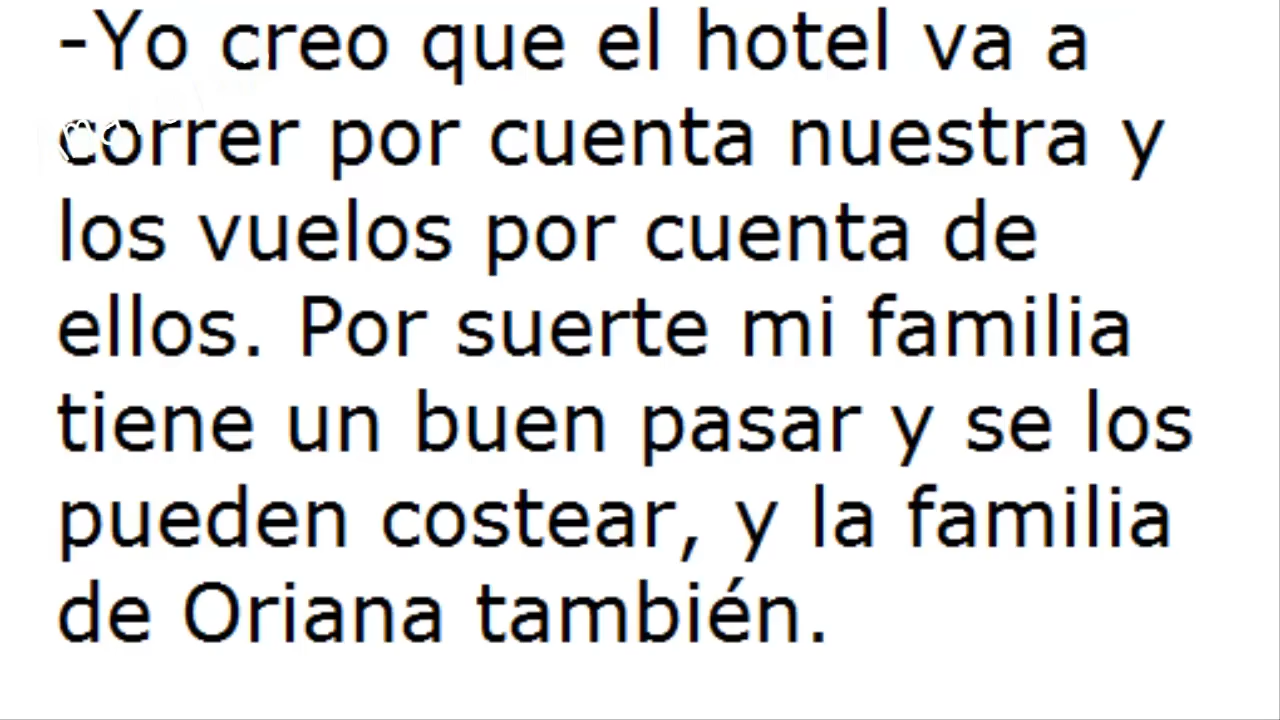 -Yo creo que el hotel va a
correr por cuenta nuestra y
los vuelos por cuenta de
ellos. Por suerte mi familia
tiene un buen pasar y se los
pueden costear, y la familia
de Oriana también.